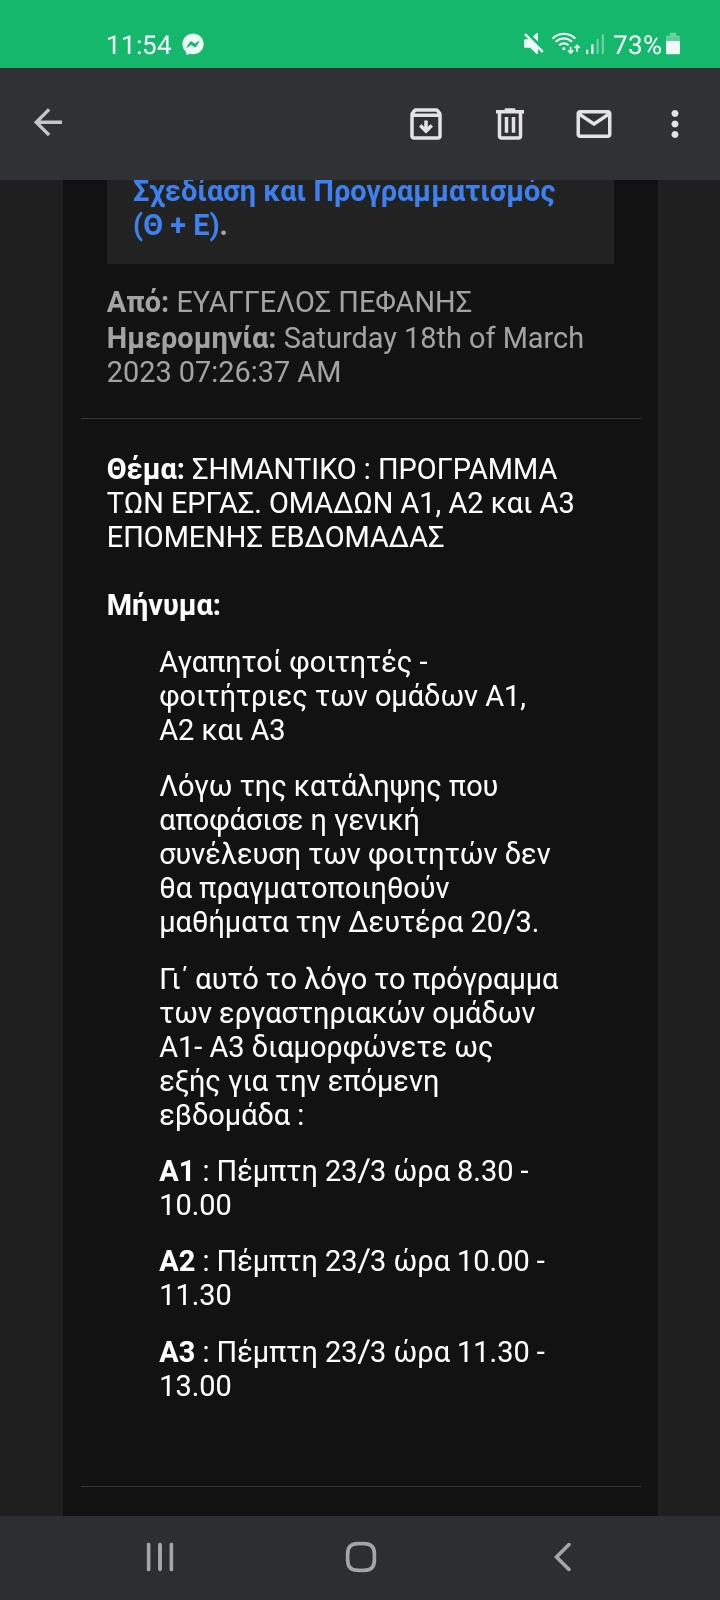 11:54
73%
Σχεδίαση και Προγραμματισμός
(Θ + Ε).
Από: ΕΥΑΓΓΕΛΟΣ ΠΕΦΑΝΗΣ
Ημερομηνία: Saturday 18th of March
2023 07:26:37 AM
Θέμα: ΣΗΜΑΝΤΙΚΟ : ΠΡΟΓΡΑΜΜΑ
ΤΩΝ ΕΡΓΑΣ. ΟΜΑΔΩΝ Α1, Α2 και Α3
ΕΠΟΜΕΝΗΣ ΕΒΔΟΜΑΔΑΣ
Μήνυμα:
Αγαπητοί φοιτητές -
φοιτήτριες των ομάδων Α1,
Α2 και Α3
Λόγω της κατάληψης που
αποφάσισε η γενική
συνέλευση των φοιτητών δεν
θα πραγματοποιηθούν
μαθήματα την Δευτέρα 20/3.
Γι΄ αυτό το λόγο το πρόγραμμα
των εργαστηριακών ομάδων
Α1- Α3 διαμορφώνετε ως
εξής για την επόμενη
εβδομάδα :
Α1 : Πέμπτη 23/3 ώρα 8.30 -
10.00
Α2 : Πέμπτη 23/3 ώρα 10.00 -
11.30
Α3 : Πέμπτη 23/3 ώρα 11.30 -
13.00